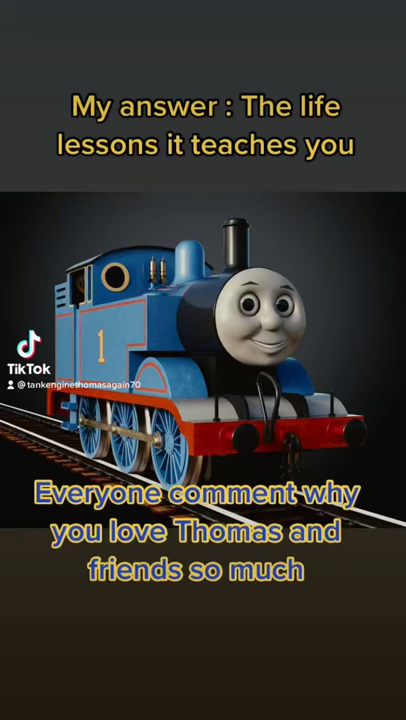 My answer : The life
lessons it teaches you
1
TikTok
@tankenginethomasagain70
Everyone comment why
you love Thomas and
friends so much